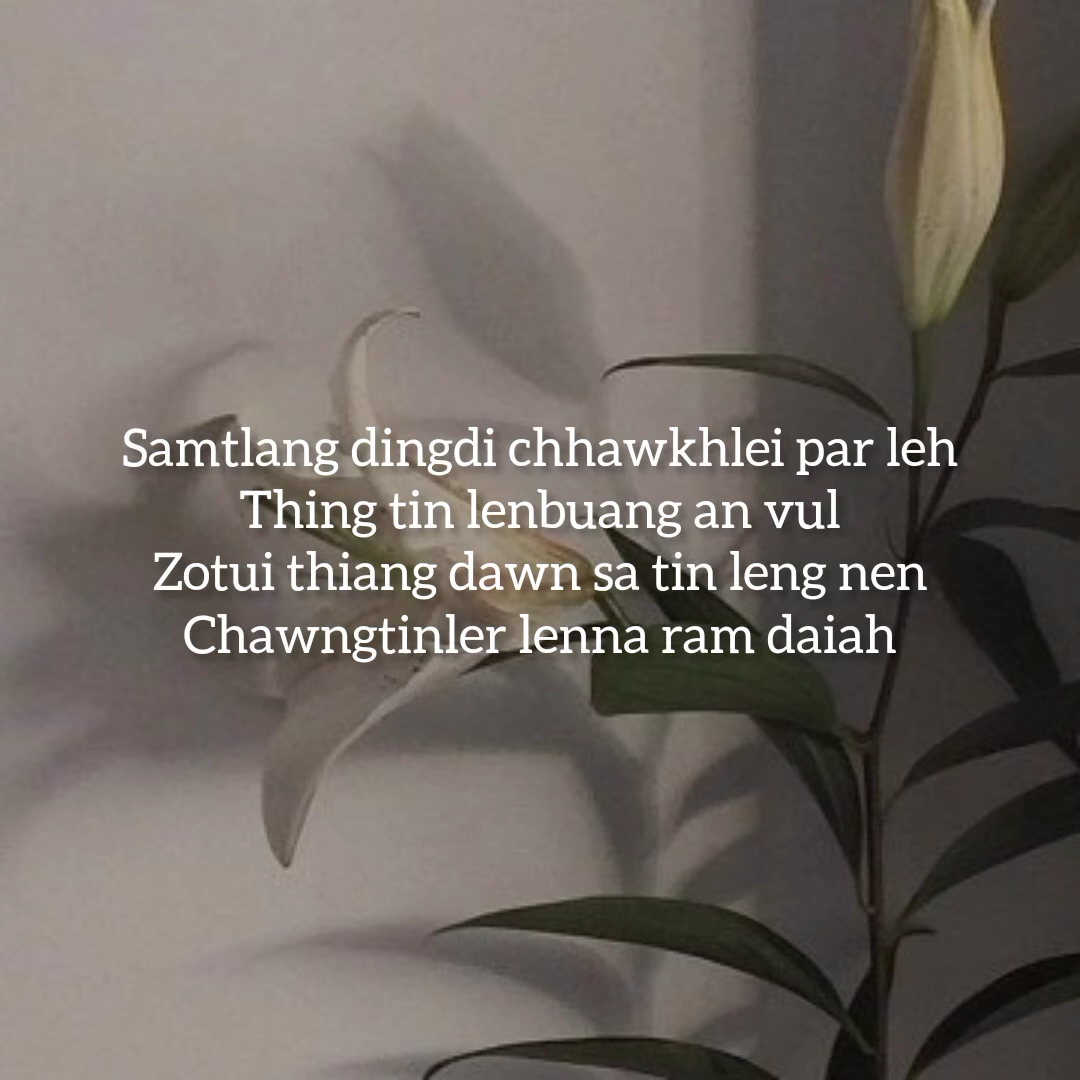 Samtlang dingdi chhawkhlei par leh
Thing tin lenbuang an vul
Zotui thiang dawn sa tin leng nen
Chawngtinler lenna ram daiah